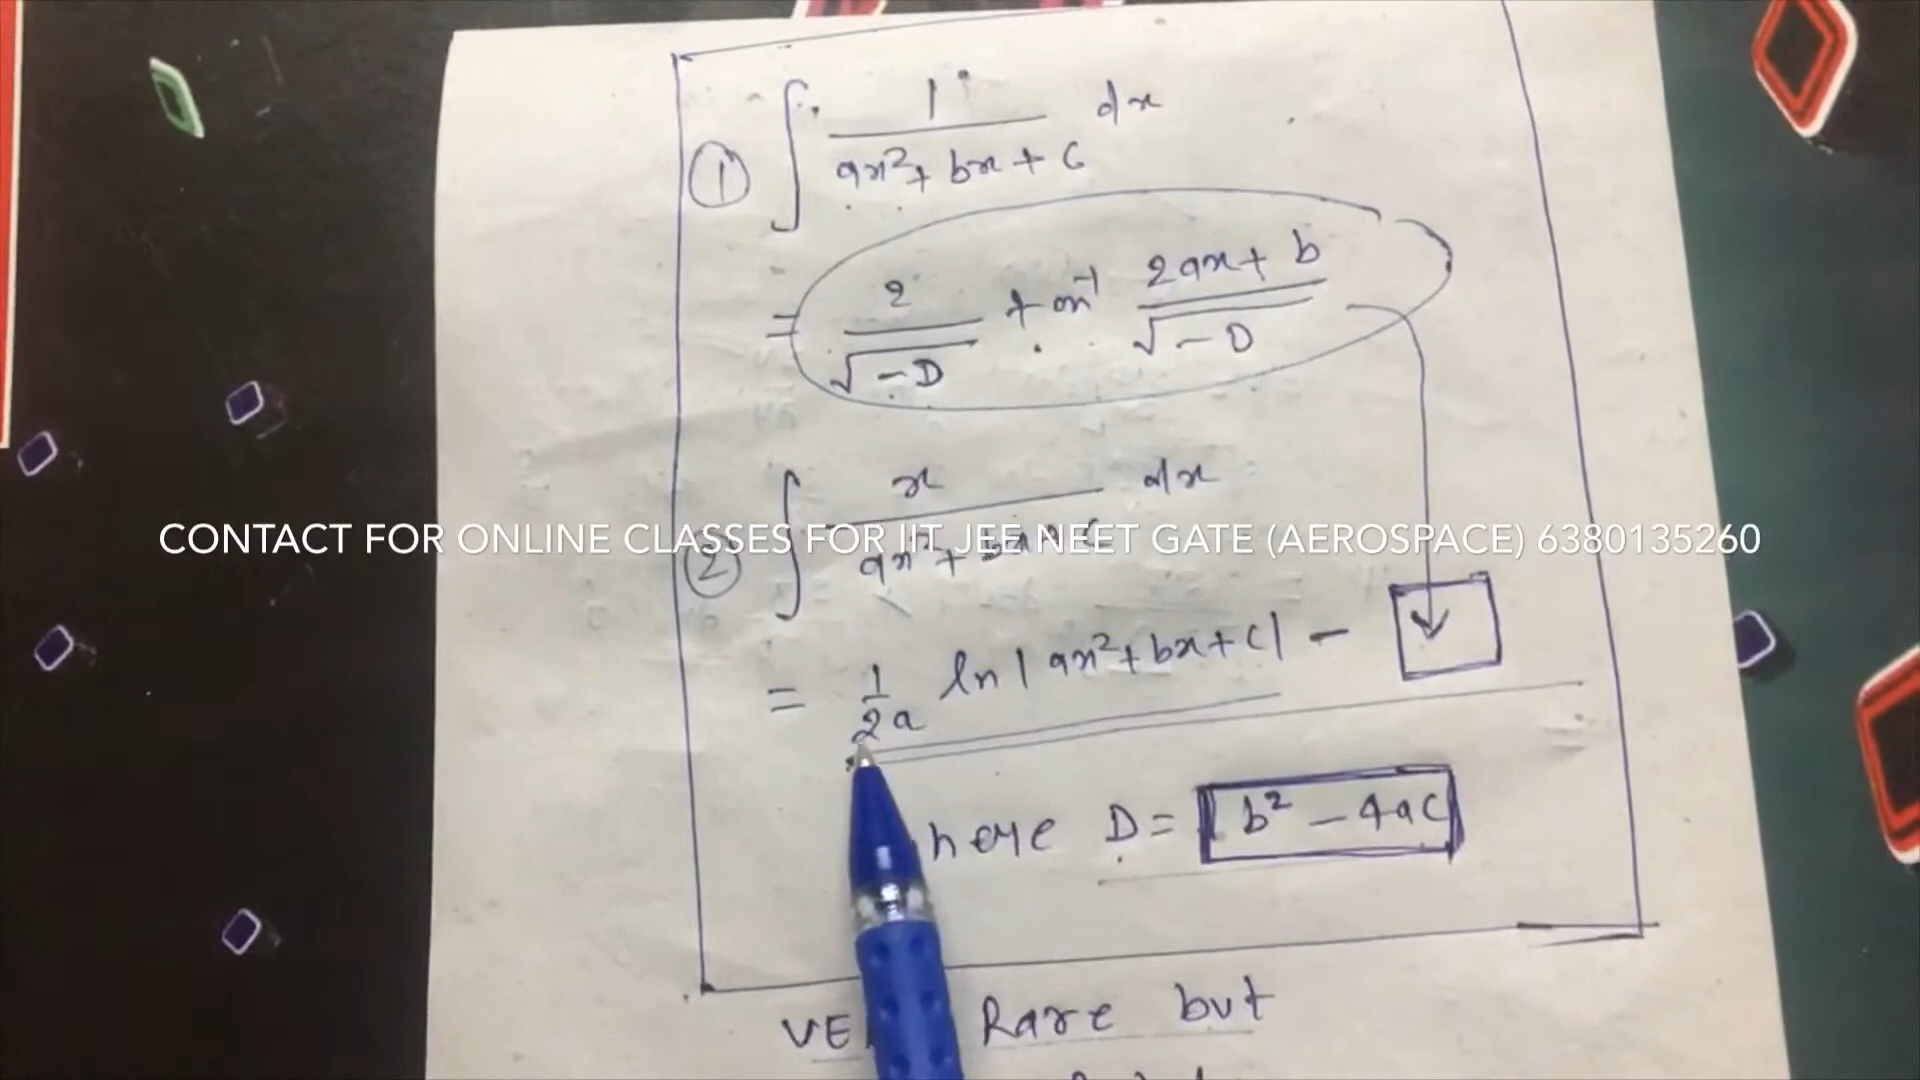 ① ∫ 1 / (ax² + bx + c) dx
= 2/√-D tan⁻¹ (2ax + b)/√-D
② ∫ x / (ax² + bx + c) dx
CONTACT FOR ONLINE CLASSES FOR IIT JEE NEET GATE (AEROSPACE) 6380135260
= 1/2a ln|ax² + bx + c| -
here D = b² - 4ac
Rare but